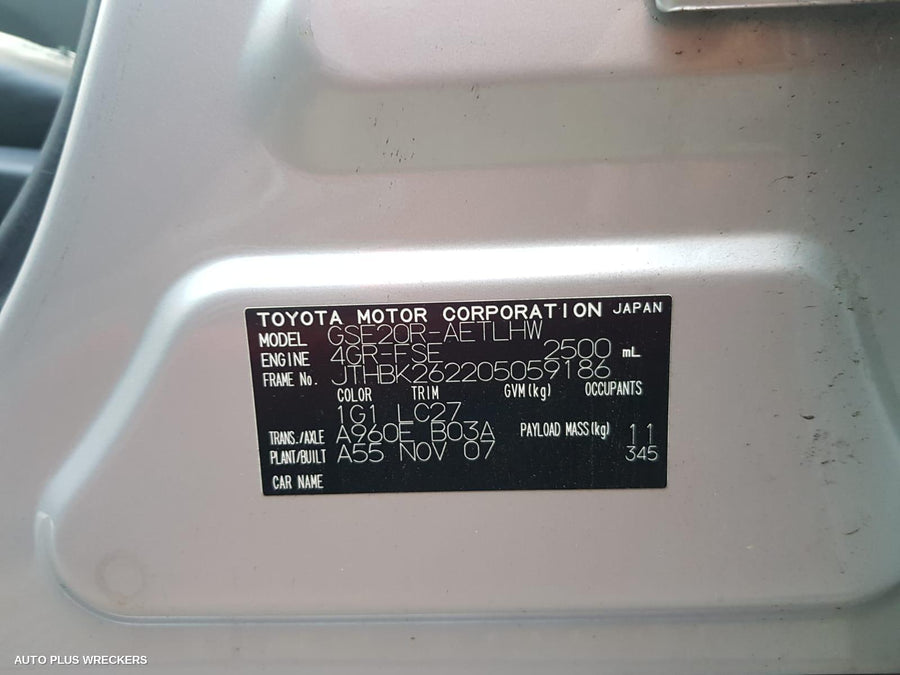 TOYOTA MOTOR CORPORATION JAPAN
MODEL GSE20R-AETLHW
ENGINE 4GR-FSE 2500 mL
FRAME No. JTHBK262205059186
COLOR TRIM GVM(kg) OCCUPANTS
1G1 LC27
TRANS./AXLE A960E B03A PAYLOAD MASS(kg) 11
PLANT/BUILT A55 NOV 07 345
CAR NAME
AUTO PLUS WRECKERS